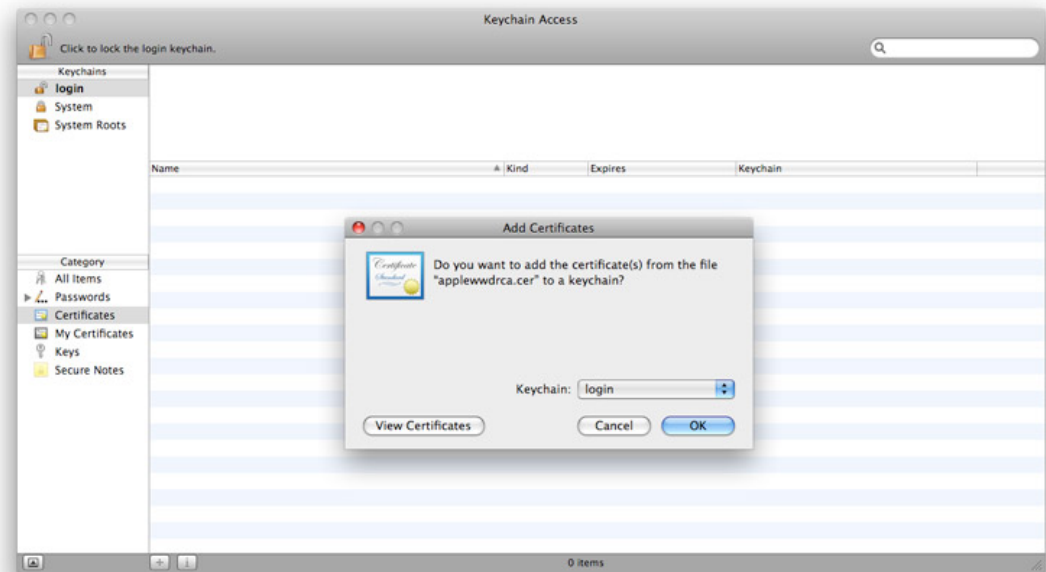 Keychain Access
Click to lock the login keychain.
Keychains
login
System
System Roots
Name
Kind
Expires
Keychain
Category
All Items
Passwords
Certificates
My Certificates
Keys
Secure Notes
Add Certificates
Certificate
Standard
Do you want to add the certificate(s) from the file
"applewwdrca.cer" to a keychain?
Keychain: login
View Certificates
Cancel
OK
0 items